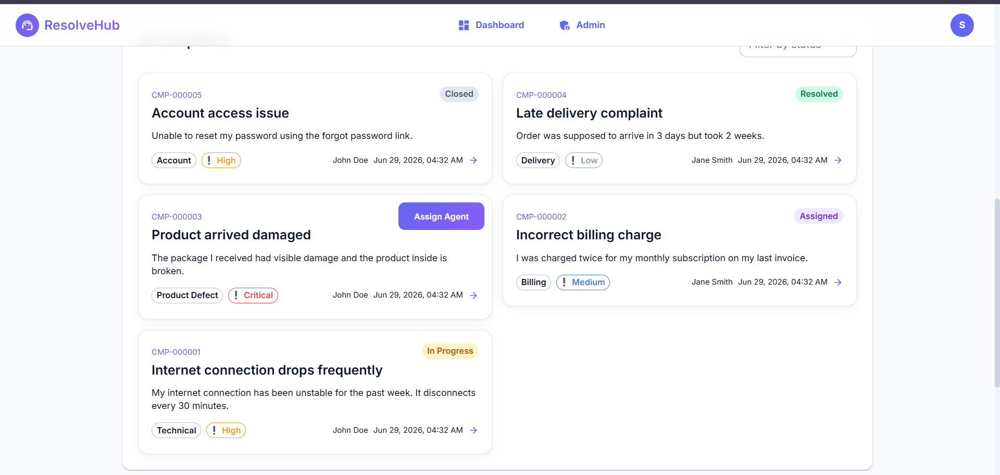 ResolveHub
Dashboard
Admin
S
CMP-000005
Closed
Account access issue
Unable to reset my password using the forgot password link.
Account
High
John Doe Jun 29, 2026, 04:32 AM
CMP-000004
Resolved
Late delivery complaint
Order was supposed to arrive in 3 days but took 2 weeks.
Delivery
Low
Jane Smith Jun 29, 2026, 04:32 AM
CMP-000003
Assign Agent
Product arrived damaged
The package I received had visible damage and the product inside is
broken.
Product Defect
Critical
John Doe Jun 29, 2026, 04:32 AM
CMP-000002
Assigned
Incorrect billing charge
I was charged twice for my monthly subscription on my last invoice.
Billing
Medium
Jane Smith Jun 29, 2026, 04:32 AM
CMP-000001
In Progress
Internet connection drops frequently
My internet connection has been unstable for the past week. It disconnects
every 30 minutes.
Technical
High
John Doe Jun 29, 2026, 04:32 AM